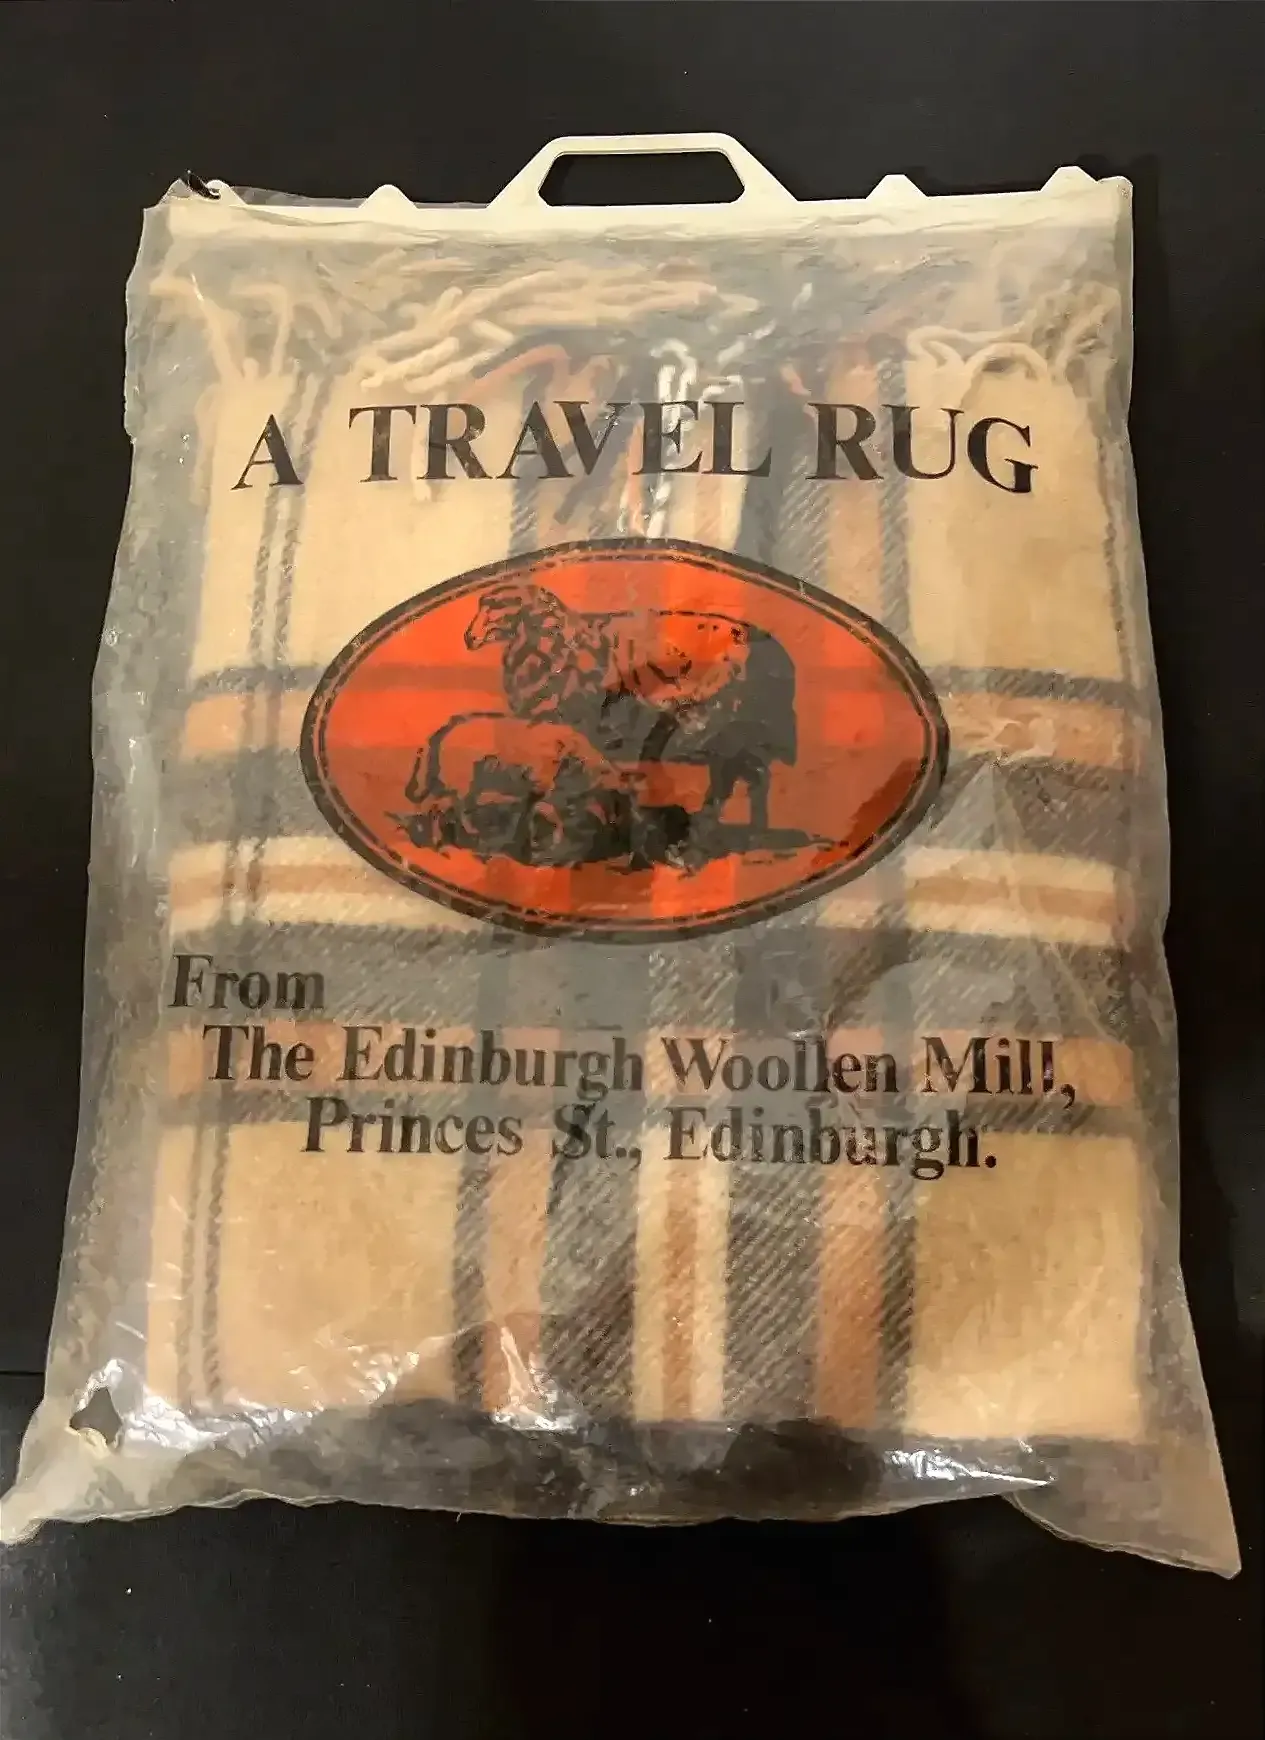 A TRAVEL RUG
From
The Edinburgh Woollen Mill,
Princes St., Edinburgh.